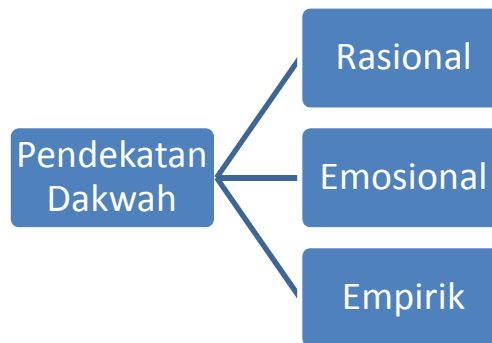 Pendekatan
Dakwah
Rasional
Emosional
Empirik